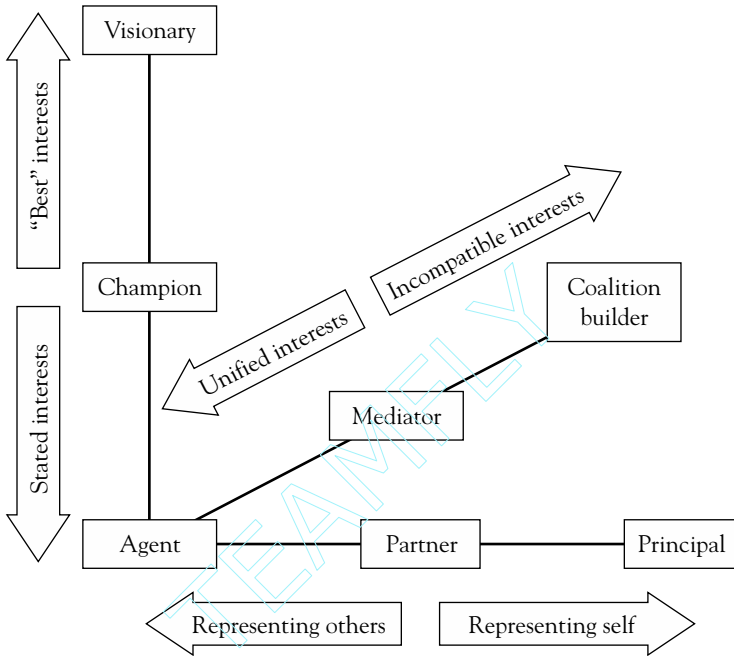 Visionary
“Best” interests
Incompatible interests
Champion
Coalition
builder
Unified interests
Stated interests
Mediator
Agent
Partner
Principal
Representing others
Representing self
TEAMFLY